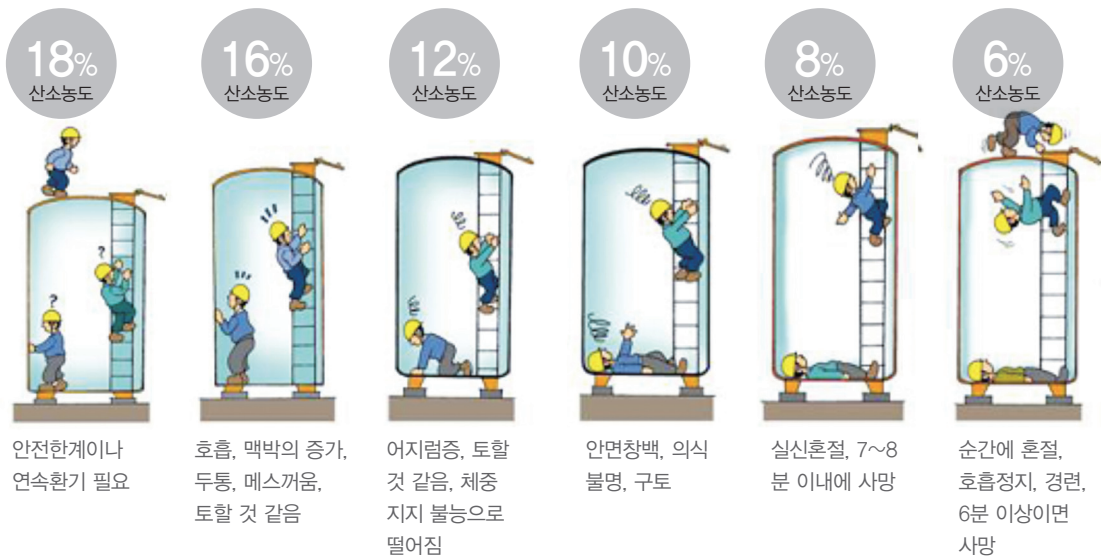 18%
산소농도
16%
산소농도
12%
산소농도
10%
산소농도
8%
산소농도
6%
산소농도
?
?
안전한계이나
연속환기 필요
호흡, 맥박의 증가,
두통, 메스꺼움,
토할 것 같음
어지럼증, 토할
것 같음, 체중
지지 불능으로
떨어짐
안면창백, 의식
불명, 구토
실신혼절, 7~8
분 이내에 사망
순간에 혼절,
호흡정지, 경련,
6분 이상이면
사망